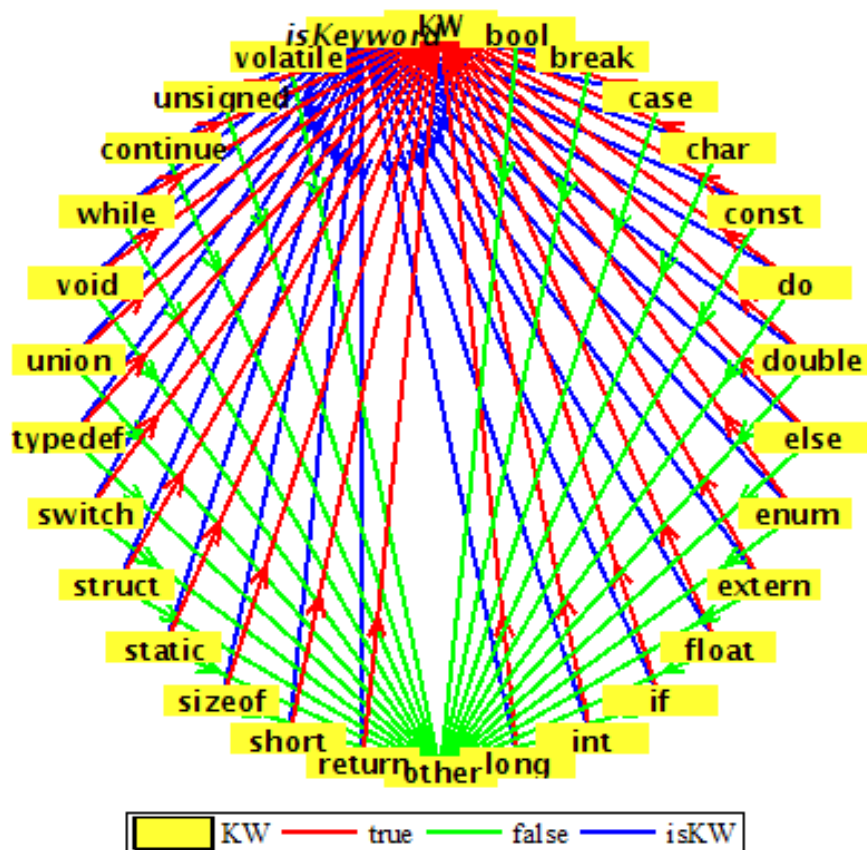 KW
isKeyword bool
volatile break
unsigned case
continue char
while const
void do
union double
typedef else
switch enum
struct extern
static float
sizeof if
short int
return other long
KW true false isKW